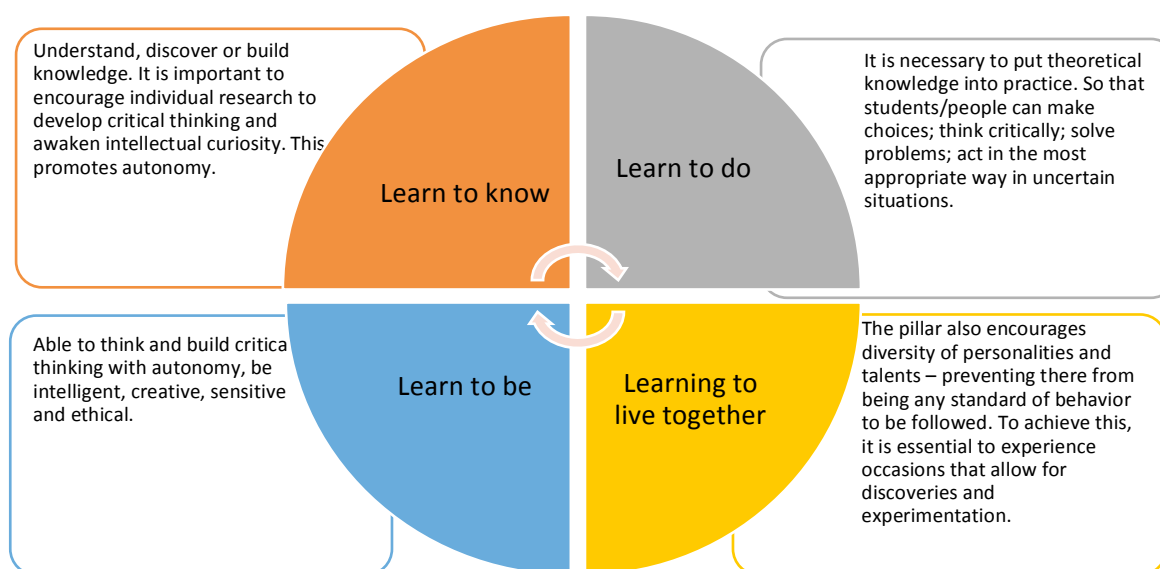 Understand, discover or build
knowledge. It is important to
encourage individual research to
develop critical thinking and
awaken intellectual curiosity. This
promotes autonomy.
Learn to know
It is necessary to put theoretical
knowledge into practice. So that
students/people can make
choices; think critically; solve
problems; act in the most
appropriate way in uncertain
situations.
Learn to do
Able to think and build critica
thinking with autonomy, be
intelligent, creative, sensitive
and ethical.
Learn to be
Learning to
live together
The pillar also encourages
diversity of personalities and
talents – preventing there from
being any standard of behavior
to be followed. To achieve this,
it is essential to experience
occasions that allow for
discoveries and
experimentation.